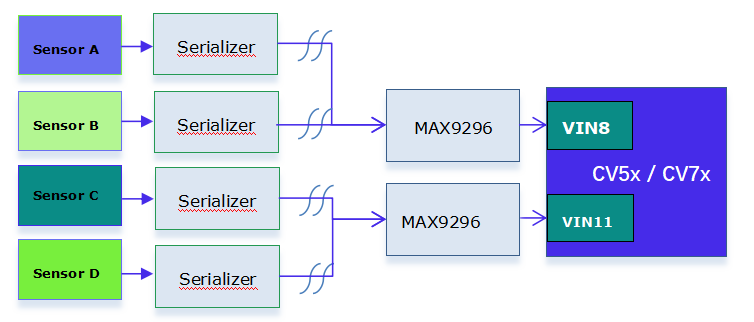 Sensor A
Serializer
Sensor B
Serializer
MAX9296
VIN8
CV5x / CV7x
Sensor C
Serializer
MAX9296
VIN11
Sensor D
Serializer